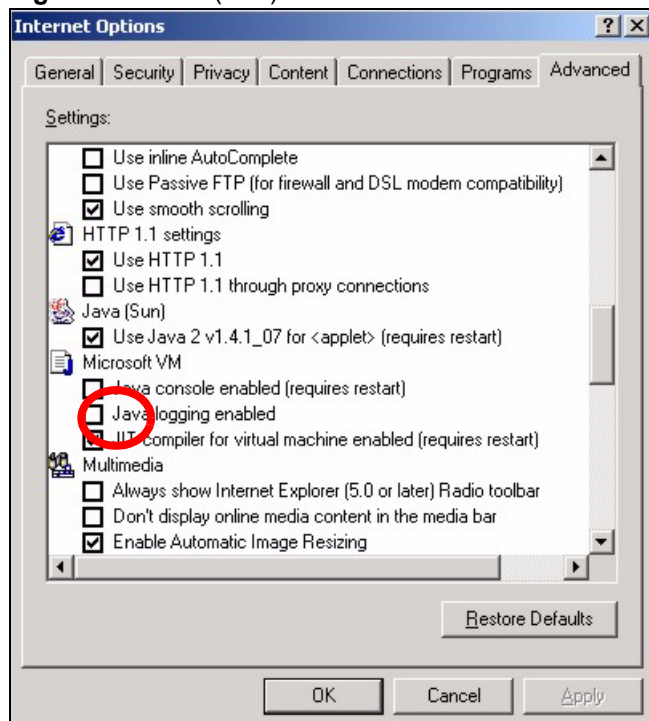 Internet Options
General Security Privacy Content Connections Programs Advanced
Settings:
Use inline AutoComplete
Use Passive FTP (for firewall and DSL modem compatibility)
Use smooth scrolling
HTTP 1.1 settings
Use HTTP 1.1
Use HTTP 1.1 through proxy connections
Java (Sun)
Use Java 2 v1.4.1_07 for <applet> (requires restart)
Microsoft VM
Java console enabled (requires restart)
Java logging enabled
JIT compiler for virtual machine enabled (requires restart)
Multimedia
Always show Internet Explorer (5.0 or later) Radio toolbar
Don't display online media content in the media bar
Enable Automatic Image Resizing
Restore Defaults
OK Cancel Apply